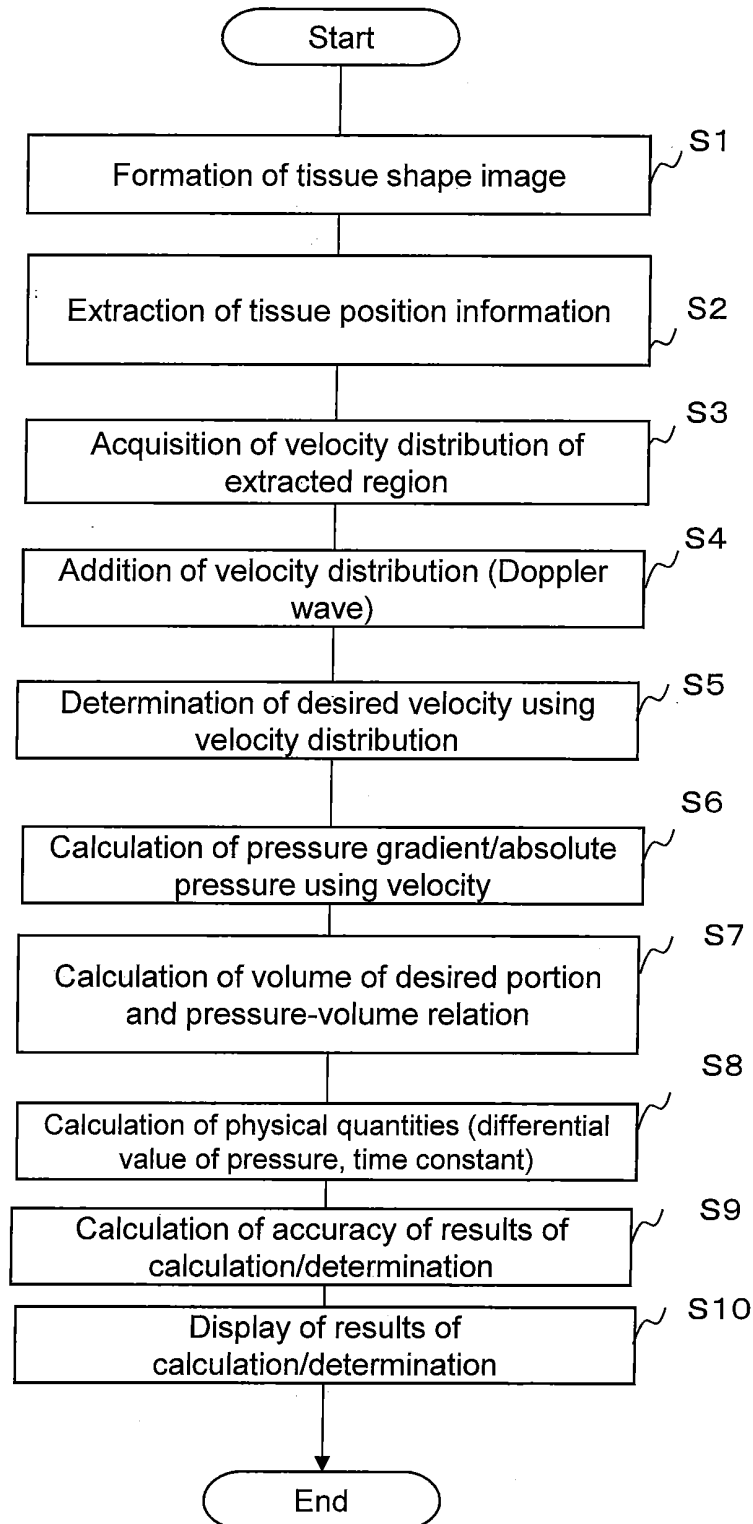 Start
S1
Formation of tissue shape image
Extraction of tissue position information
S2
S3
Acquisition of velocity distribution of
extracted region
S4
Addition of velocity distribution (Doppler
wave)
S5
Determination of desired velocity using
velocity distribution
S6
Calculation of pressure gradient/absolute
pressure using velocity
S7
Calculation of volume of desired portion
and pressure-volume relation
S8
Calculation of physical quantities (differential
value of pressure, time constant)
S9
Calculation of accuracy of results of
calculation/determination
S10
Display of results of
calculation/determination
End